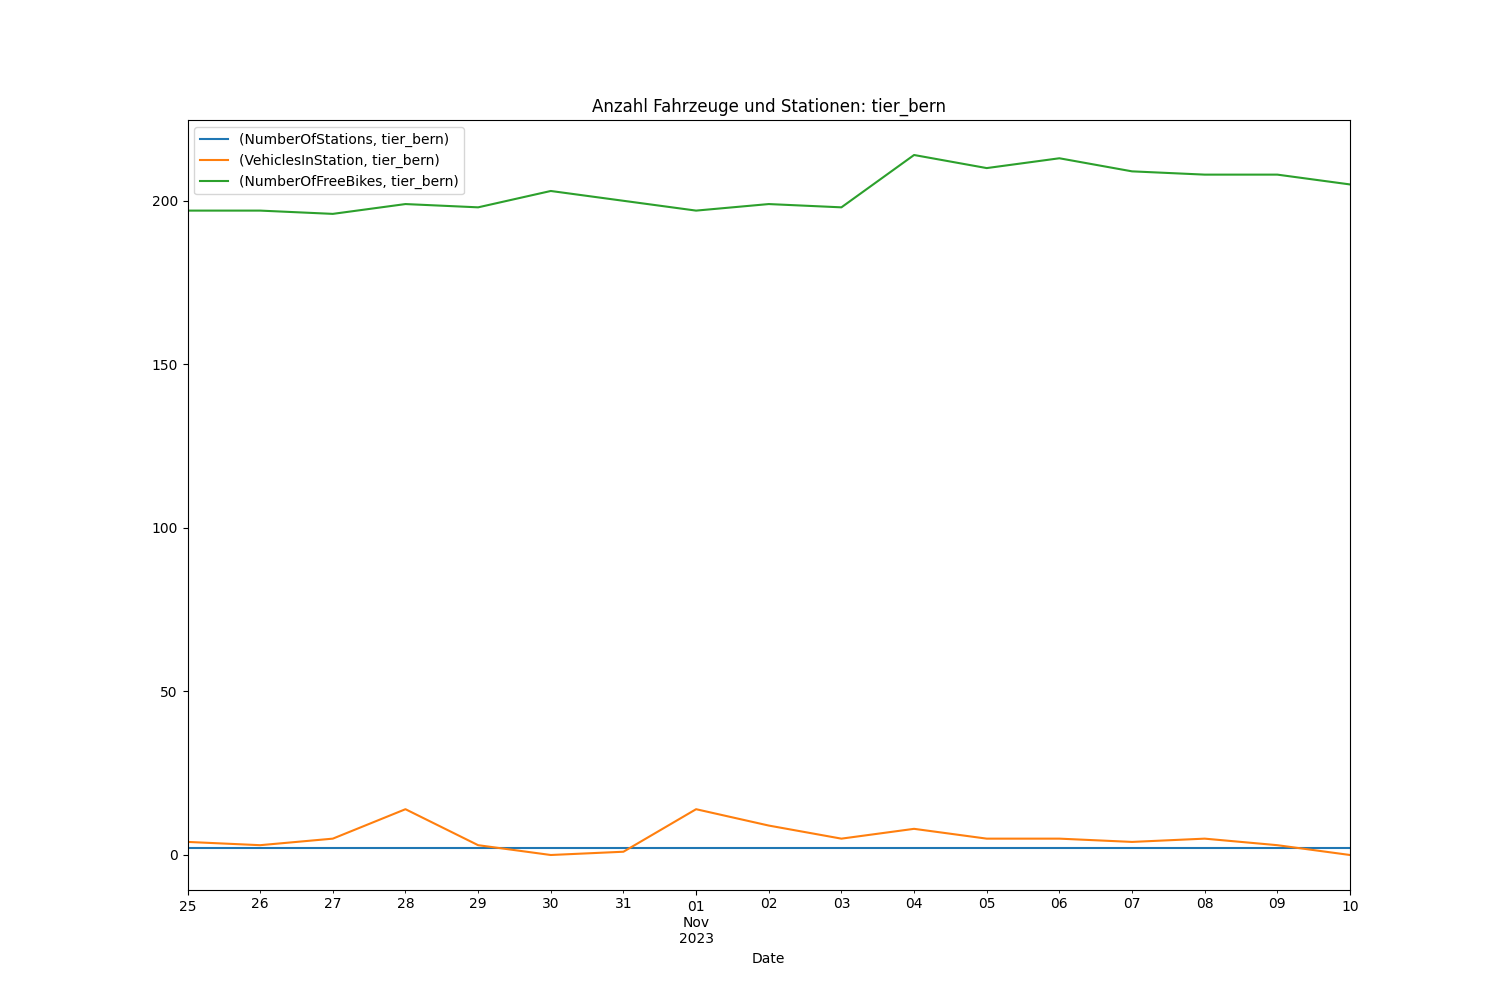 Anzahl Fahrzeuge und Stationen: tier_bern
(NumberOfStations, tier_bern)
(VehiclesInStation, tier_bern)
(NumberOfFreeBikes, tier_bern)
200
150
100
50
0
25 26 27 28 29 30 31 01 02 03 04 05 06 07 08 09 10
Nov
2023
Date